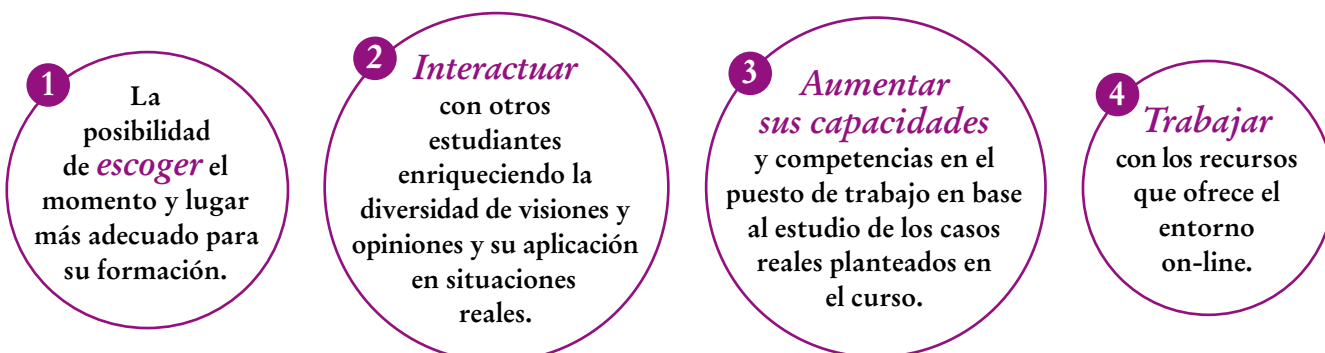 1
La
posibilidad
de escoger el
momento y lugar
más adecuado para
su formación.
2
Interactuar
con otros
estudiantes
enriqueciendo la
diversidad de visiones y
opiniones y su aplicación
en situaciones
reales.
3
Aumentar
sus capacidades
y competencias en el
puesto de trabajo en base
al estudio de los casos
reales planteados en
el curso.
4
Trabajar
con los recursos
que ofrece el
entorno
on-line.